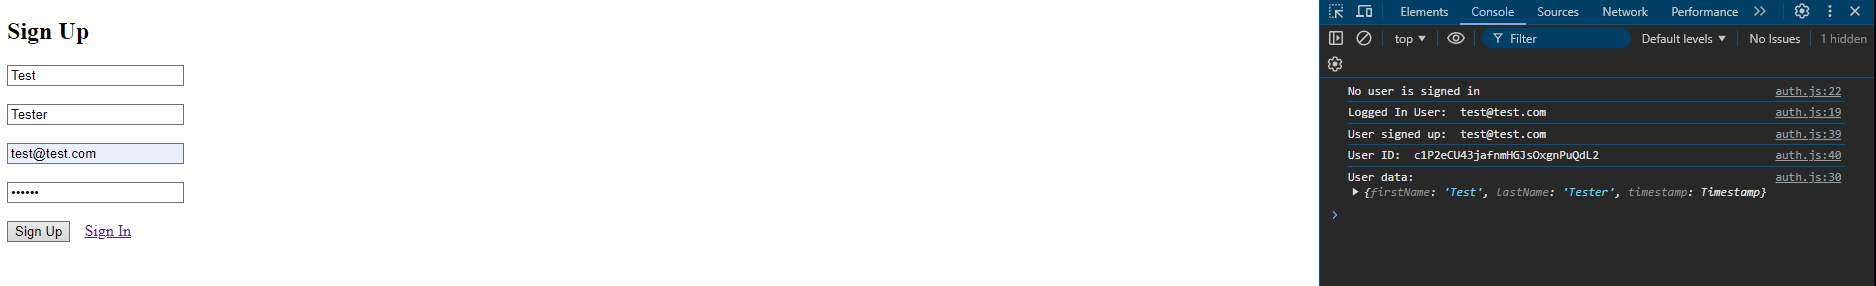 Sign Up
Test
Tester
test@test.com
••••••
Sign Up Sign In
Elements Console Sources Network Performance
top Filter Default levels No Issues 1 hidden
No user is signed in auth.js:22
Logged In User: test@test.com auth.js:19
User signed up: test@test.com auth.js:39
User ID: c1P2eCU43jafnmHGJsOxgnPuQdL2 auth.js:40
User data: auth.js:30
{firstName: 'Test', lastName: 'Tester', timestamp: Timestamp}